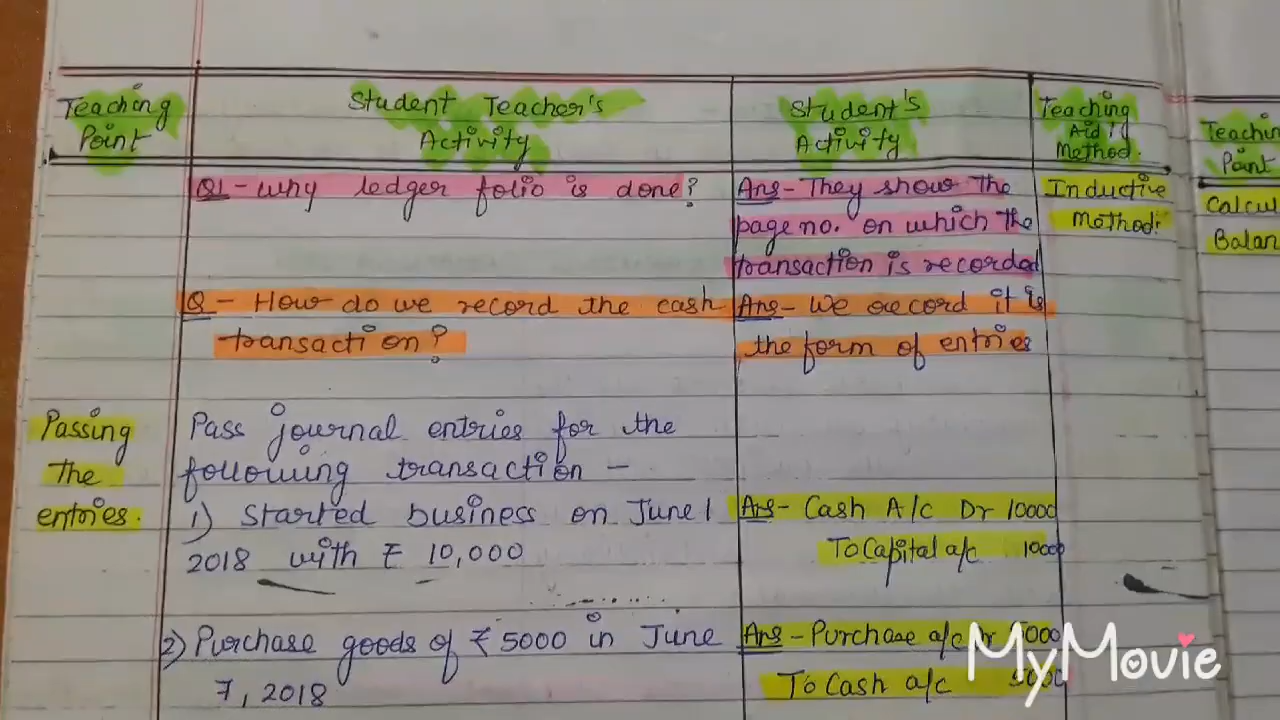 Teaching Point
Student Teacher's Activity
Student's Activity
Teaching Aid / Method.
Q1 - Why ledger folio is done?
Ans - They show the
page no. on which the
transaction is recorded
Inductive
Method.
Q - How do we record the cash
transaction?
Ans - We record it is
the form of entries
Passing
the
entries.
Pass journal entries for the
following transaction -
1) Started business on June 1
2018 with ₹ 10,000
Ans - Cash A/c Dr 10000
To Capital a/c 10000
2) Purchase goods of ₹ 5000 in June
7, 2018
Ans - Purchase a/c Dr 5000
To Cash a/c 5000
Point
MyMovie